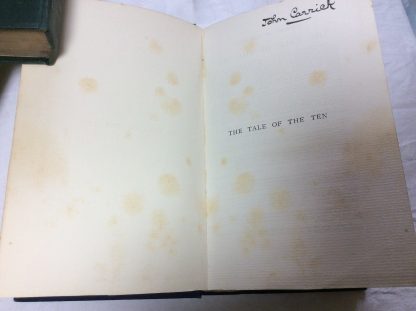 John Carrick
THE TALE OF THE TEN